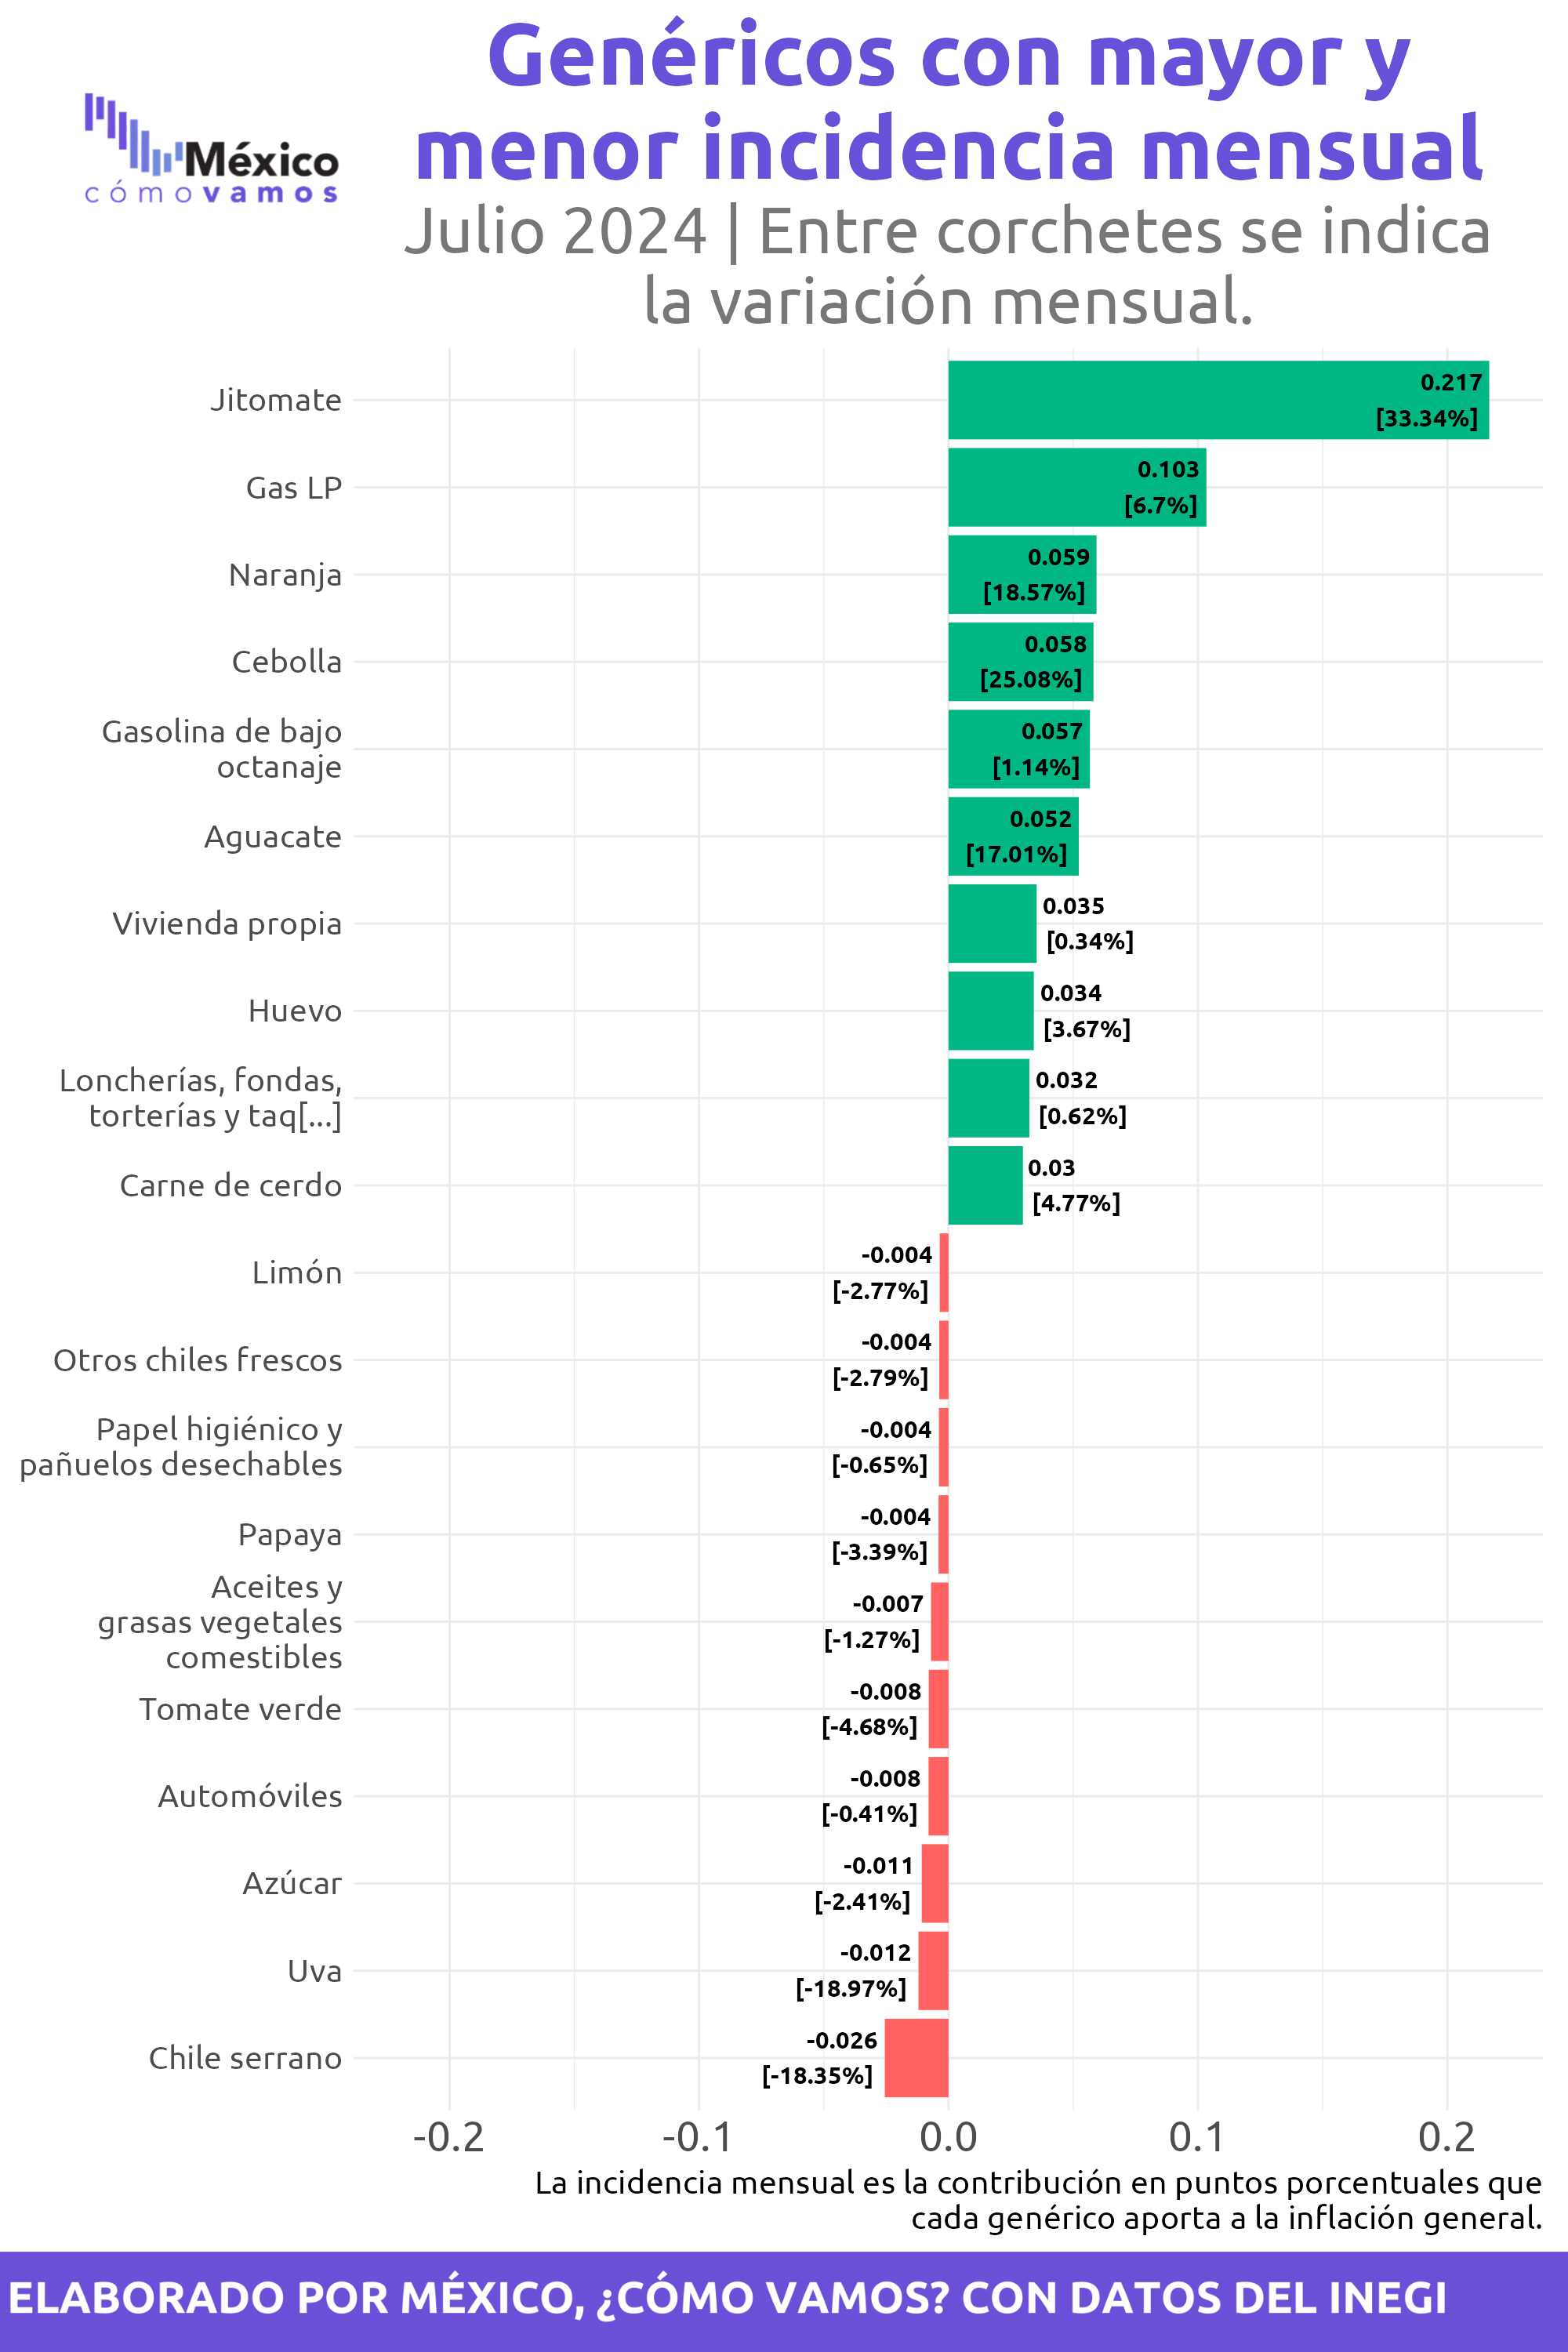 Genéricos con mayor y
menor incidencia mensual
México
cómovamos
Julio 2024 | Entre corchetes se indica
la variación mensual.
Jitomate
0.217
[33.34%]
Gas LP
0.103
[6.7%]
Naranja
0.059
[18.57%]
Cebolla
0.058
[25.08%]
Gasolina de bajo
octanaje
0.057
[1.14%]
Aguacate
0.052
[17.01%]
Vivienda propia
0.035
[0.34%]
Huevo
0.034
[3.67%]
Loncherías, fondas,
torterías y taq[...]
0.032
[0.62%]
Carne de cerdo
0.03
[4.77%]
Limón
-0.004
[-2.77%]
Otros chiles frescos
-0.004
[-2.79%]
Papel higiénico y
pañuelos desechables
-0.004
[-0.65%]
Papaya
-0.004
[-3.39%]
Aceites y
grasas vegetales
comestibles
-0.007
[-1.27%]
Tomate verde
-0.008
[-4.68%]
Automóviles
-0.008
[-0.41%]
Azúcar
-0.011
[-2.41%]
Uva
-0.012
[-18.97%]
Chile serrano
-0.026
[-18.35%]
-0.2 -0.1 0.0 0.1 0.2
La incidencia mensual es la contribución en puntos porcentuales que
cada genérico aporta a la inflación general.
ELABORADO POR MÉXICO, ¿CÓMO VAMOS? CON DATOS DEL INEGI